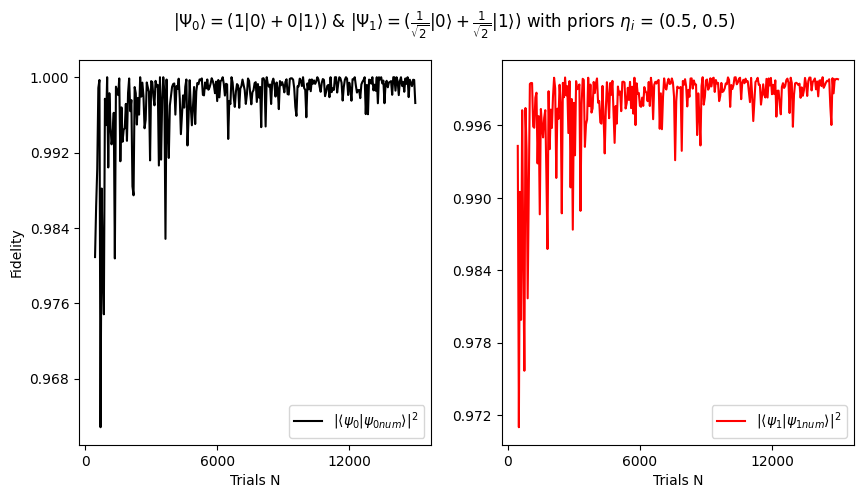 |Ψ₀⟩ = (1|0⟩ + 0|1⟩) & |Ψ₁⟩ = (1/√2|0⟩ + 1/√2|1⟩) with priors ηᵢ = (0.5, 0.5)
Fidelity
1.000
0.992
0.984
0.976
0.968
0
6000
12000
Trials N
|⟨ψ₀|ψ₀ₙᵤₘ⟩|²
0.996
0.990
0.984
0.978
0.972
0
6000
12000
Trials N
|⟨ψ₁|ψ₁ₙᵤₘ⟩|²